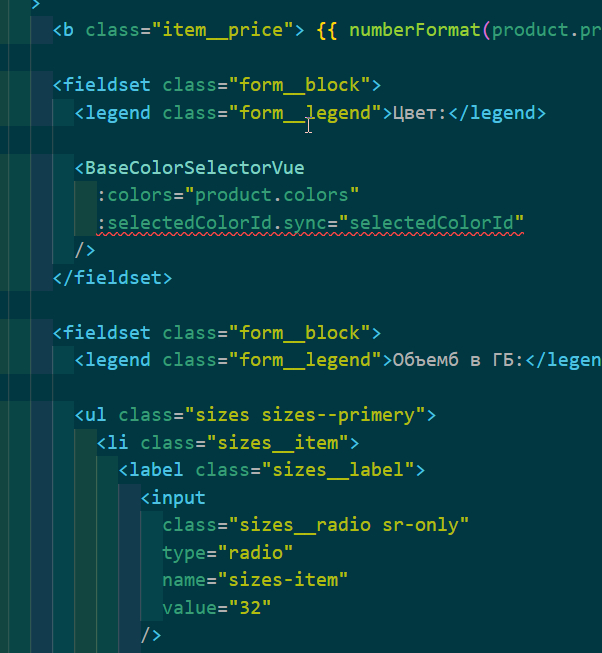 >
<b class="item__price"> {{ numberFormat(product.pr
<fieldset class="form__block">
<legend class="form__legend">Цвет:</legend>
<BaseColorSelectorVue
:colors="product.colors"
:selectedColorId.sync="selectedColorId"
/>
</fieldset>
<fieldset class="form__block">
<legend class="form__legend">Объемб в ГБ:</legen
<ul class="sizes sizes--primery">
<li class="sizes__item">
<label class="sizes__label">
<input
class="sizes__radio sr-only"
type="radio"
name="sizes-item"
value="32"
/>